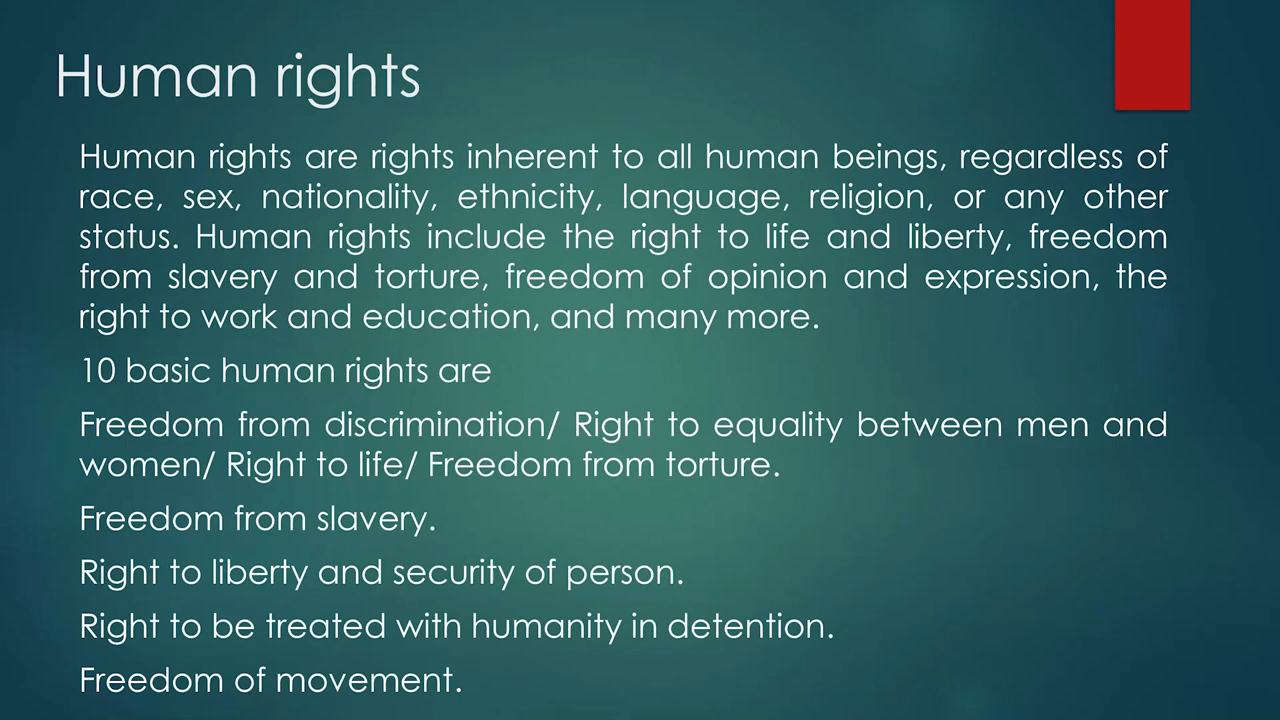 Human rights
Human rights are rights inherent to all human beings, regardless of
race, sex, nationality, ethnicity, language, religion, or any other
status. Human rights include the right to life and liberty, freedom
from slavery and torture, freedom of opinion and expression, the
right to work and education, and many more.
10 basic human rights are
Freedom from discrimination/ Right to equality between men and
women/ Right to life/ Freedom from torture.
Freedom from slavery.
Right to liberty and security of person.
Right to be treated with humanity in detention.
Freedom of movement.